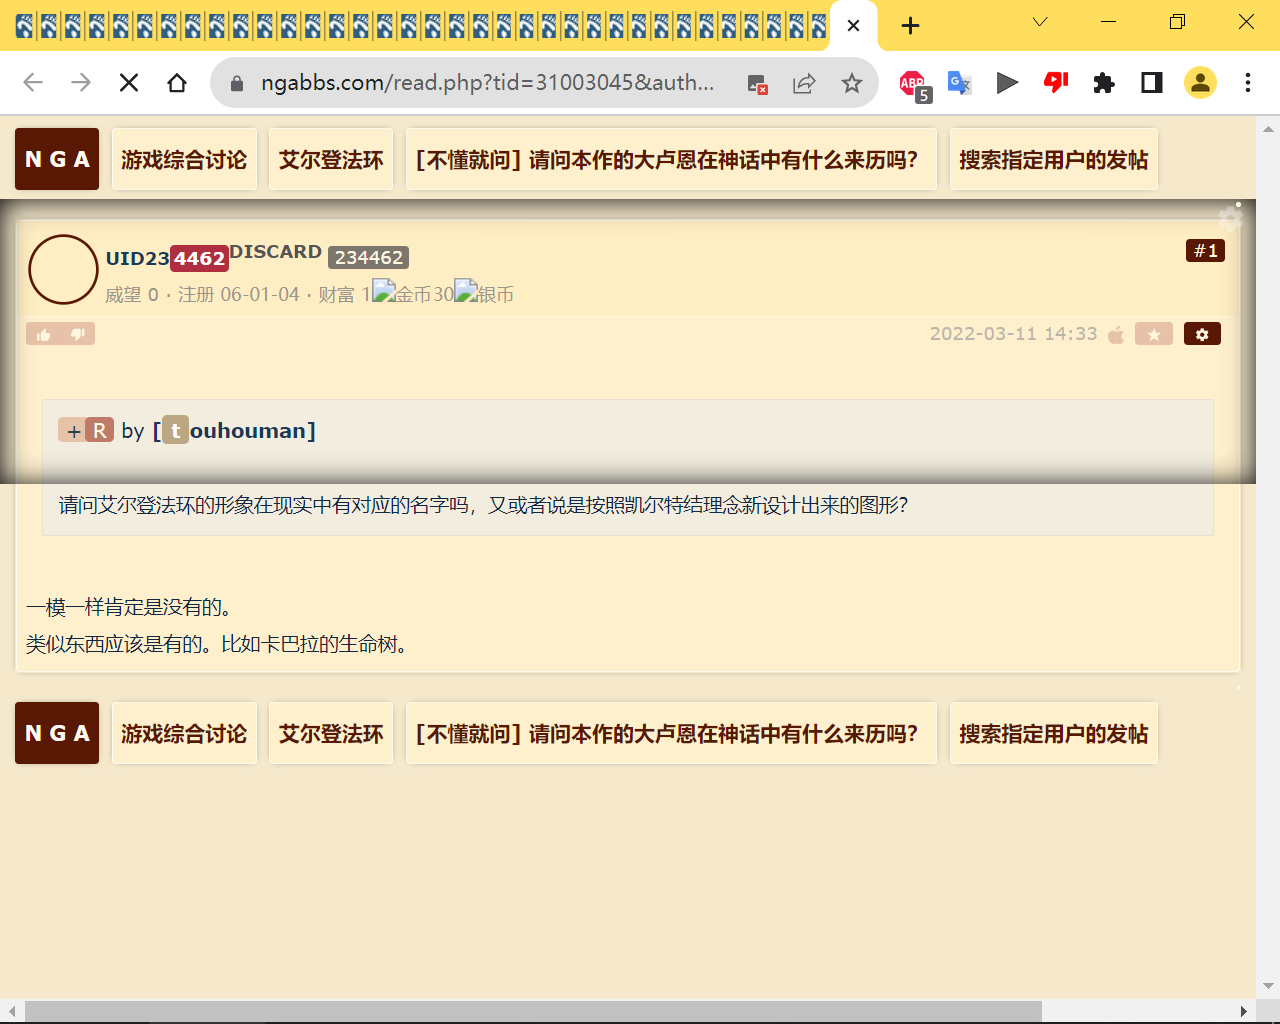 ngabbs.com/read.php?tid=31003045&auth...
ABP
5
N G A
游戏综合讨论
艾尔登法环
[不懂就问] 请问本作的大卢恩在神话中有什么来历吗?
搜索指定用户的发帖
UID234462DISCARD 234462
#1
威望 0 · 注册 06-01-04 · 财富 1金币30银币
2022-03-11 14:33
+ R by [touhouman]
请问艾尔登法环的形象在现实中有对应的名字吗，又或者说是按照凯尔特结理念新设计出来的图形?
一模一样肯定是没有的。
类似东西应该是有的。比如卡巴拉的生命树。
N G A
游戏综合讨论
艾尔登法环
[不懂就问] 请问本作的大卢恩在神话中有什么来历吗?
搜索指定用户的发帖